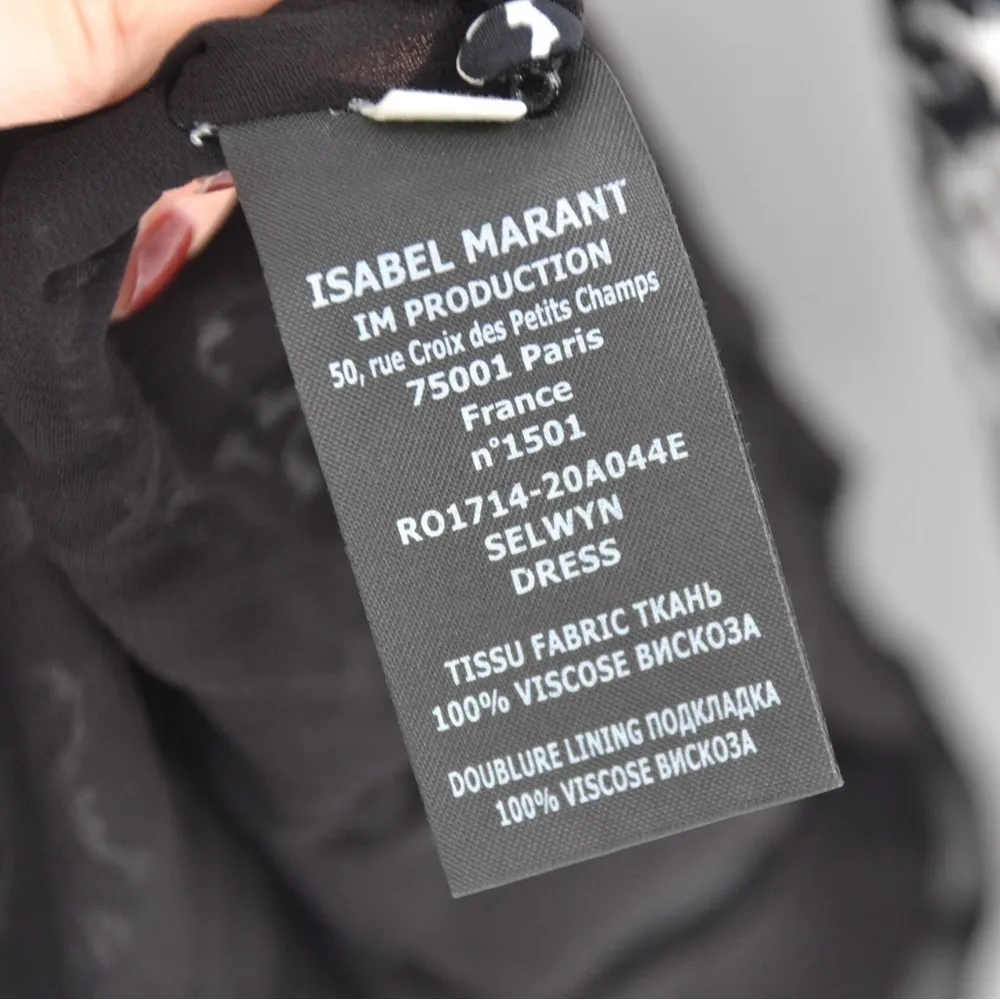 ISABEL MARANT
IM PRODUCTION
50, rue Croix des Petits Champs
75001 Paris
France
n°1501
RO1714-20A044E
SELWYN
DRESS
TISSU FABRIC ТКАНЬ
100% VISCOSE ВИСКОЗА
DOUBLURE LINING ПОДКЛАДКА
100% VISCOSE ВИСКОЗА